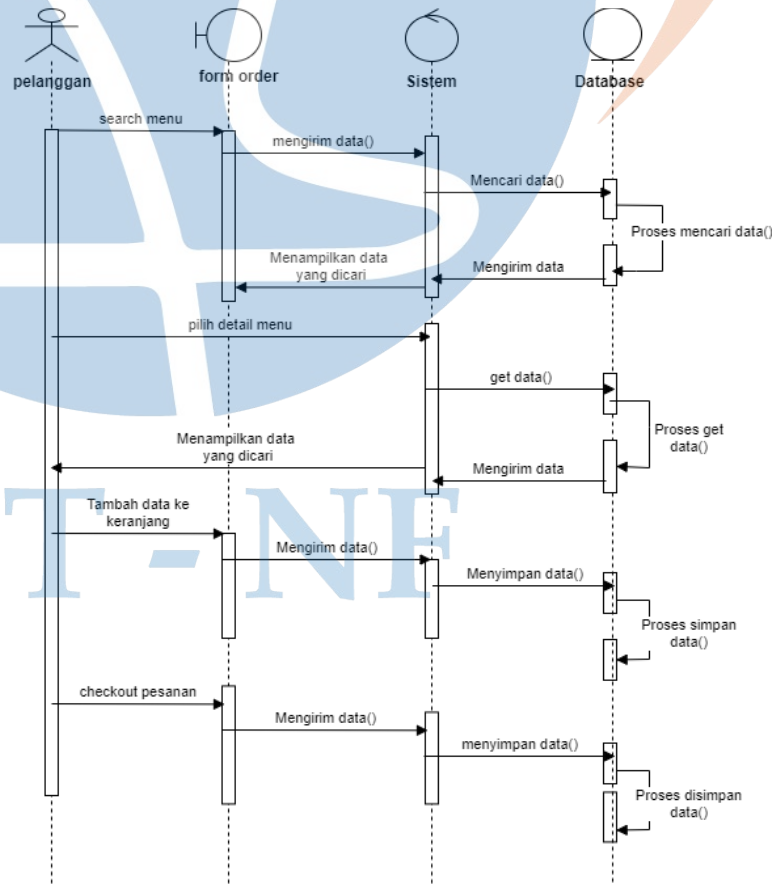 pelanggan
form order
Sistem
Database
search menu
mengirim data()
Mencari data()
Proses mencari data()
Menampilkan data
yang dicari
Mengirim data
pilih detail menu
get data()
Proses get
data()
Menampilkan data
yang dicari
Mengirim data
Tambah data ke
keranjang
Mengirim data()
Menyimpan data()
Proses simpan
data()
checkout pesanan
Mengirim data()
menyimpan data()
Proses disimpan
data()
T - NF